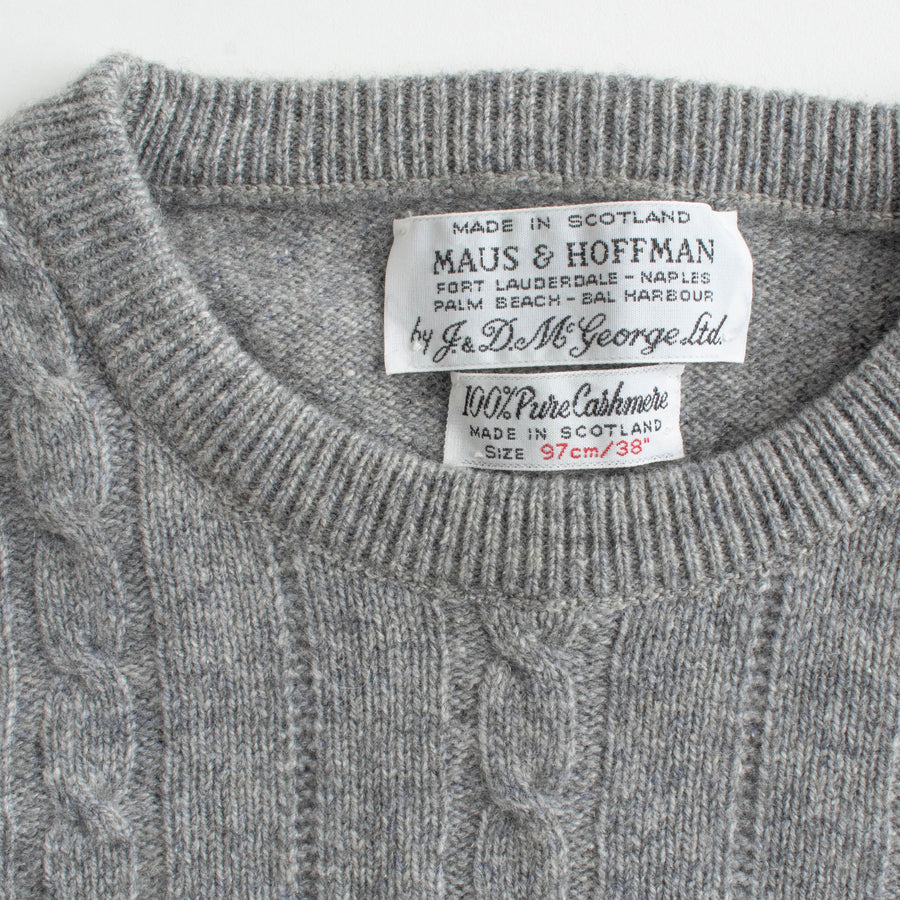 MADE IN SCOTLAND
MAUS & HOFFMAN
FORT LAUDERDALE - NAPLES
PALM BEACH - BAL HARBOUR
by J. & D. McGeorge Ltd.
100% Pure Cashmere
MADE IN SCOTLAND
SIZE 97cm/38"